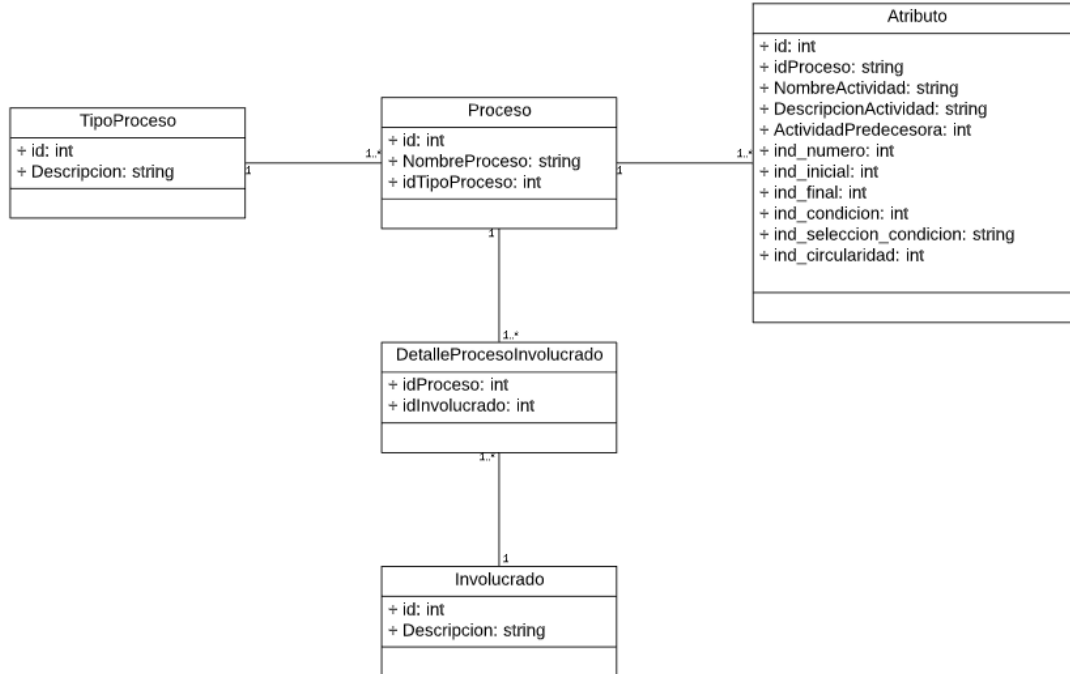 Atributo
+ id: int
+ idProceso: string
+ NombreActividad: string
+ DescripcionActividad: string
+ ActividadPredecesora: int
+ ind_numero: int
+ ind_inicial: int
+ ind_final: int
+ ind_condicion: int
+ ind_seleccion_condicion: string
+ ind_circularidad: int
TipoProceso
+ id: int
+ Descripcion: string
1
1..*
Proceso
+ id: int
+ NombreProceso: string
+ idTipoProceso: int
1
1..*
1
1..*
DetalleProcesoInvolucrado
+ idProceso: int
+ idInvolucrado: int
1..*
1
Involucrado
+ id: int
+ Descripcion: string